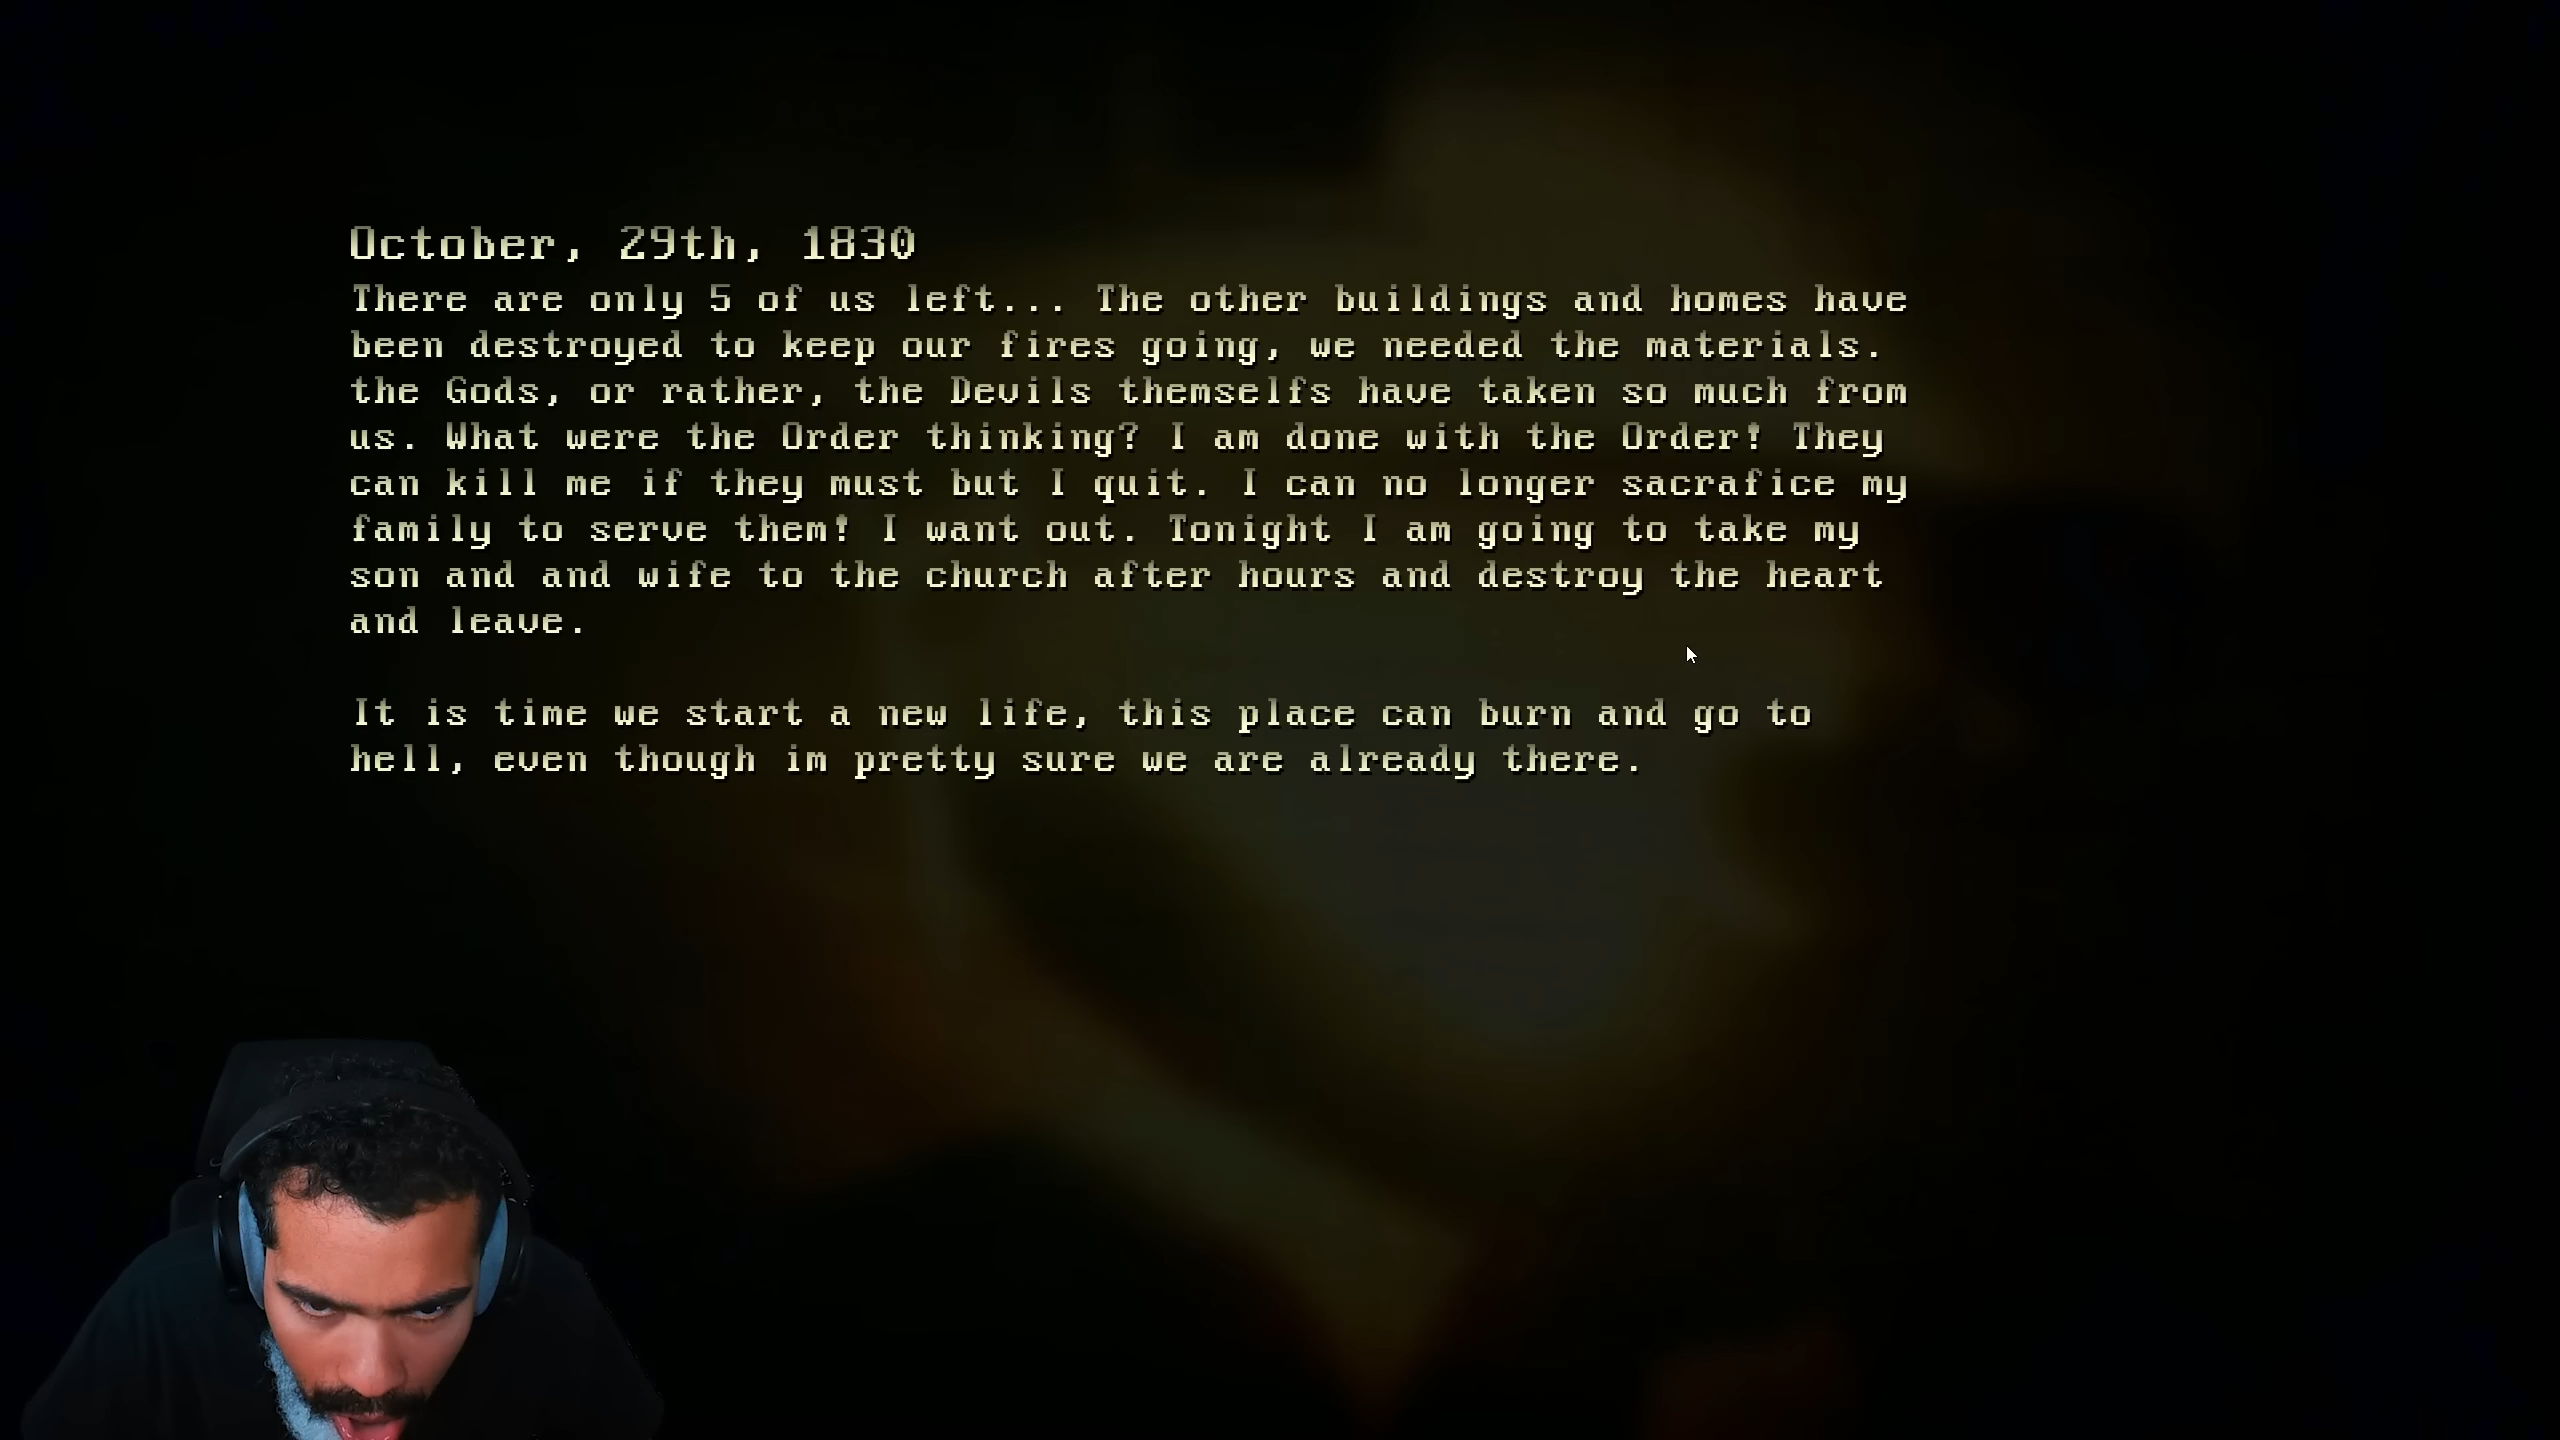 October, 29th, 1830
There are only 5 of us left... The other buildings and homes have
been destroyed to keep our fires going, we needed the materials.
the Gods, or rather, the Devils themselfs have taken so much from
us. What were the Order thinking? I am done with the Order! They
can kill me if they must but I quit. I can no longer sacrafice my
family to serve them! I want out. Tonight I am going to take my
son and and wife to the church after hours and destroy the heart
and leave.
It is time we start a new life, this place can burn and go to
hell, even though im pretty sure we are already there.